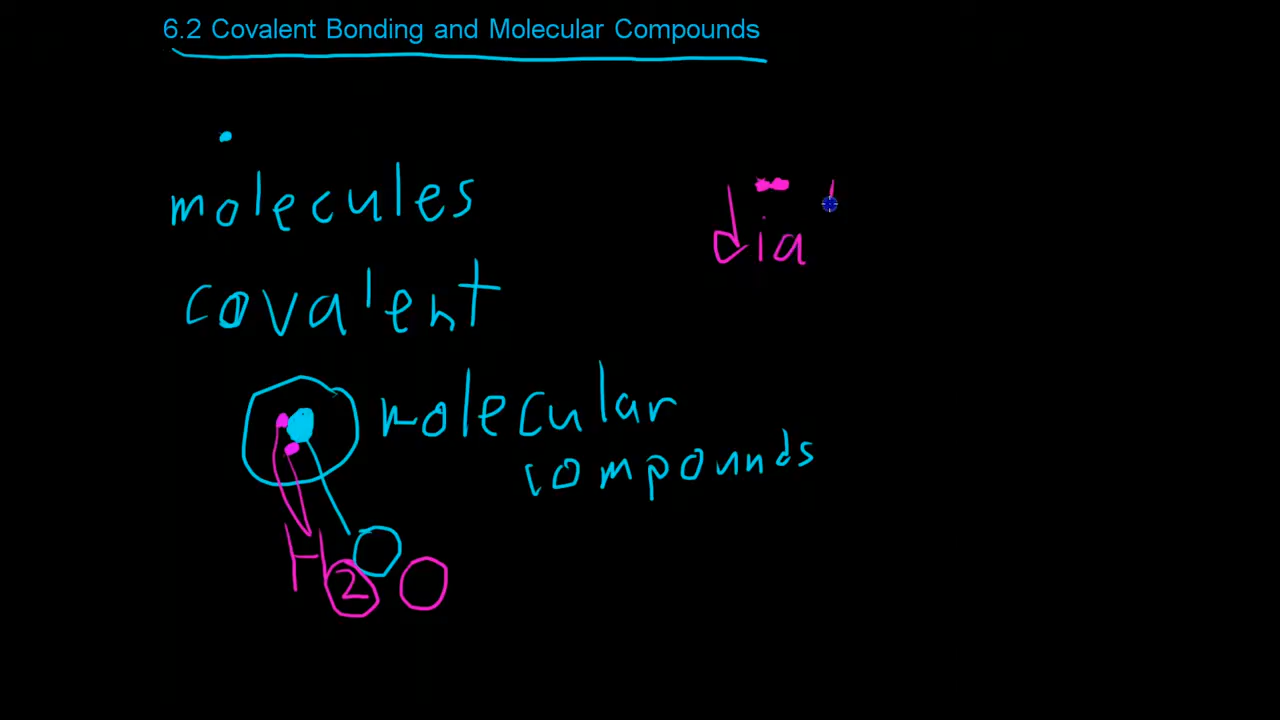 6.2 Covalent Bonding and Molecular Compounds
molecules
dia
covalent
molecular
compounds
H2O